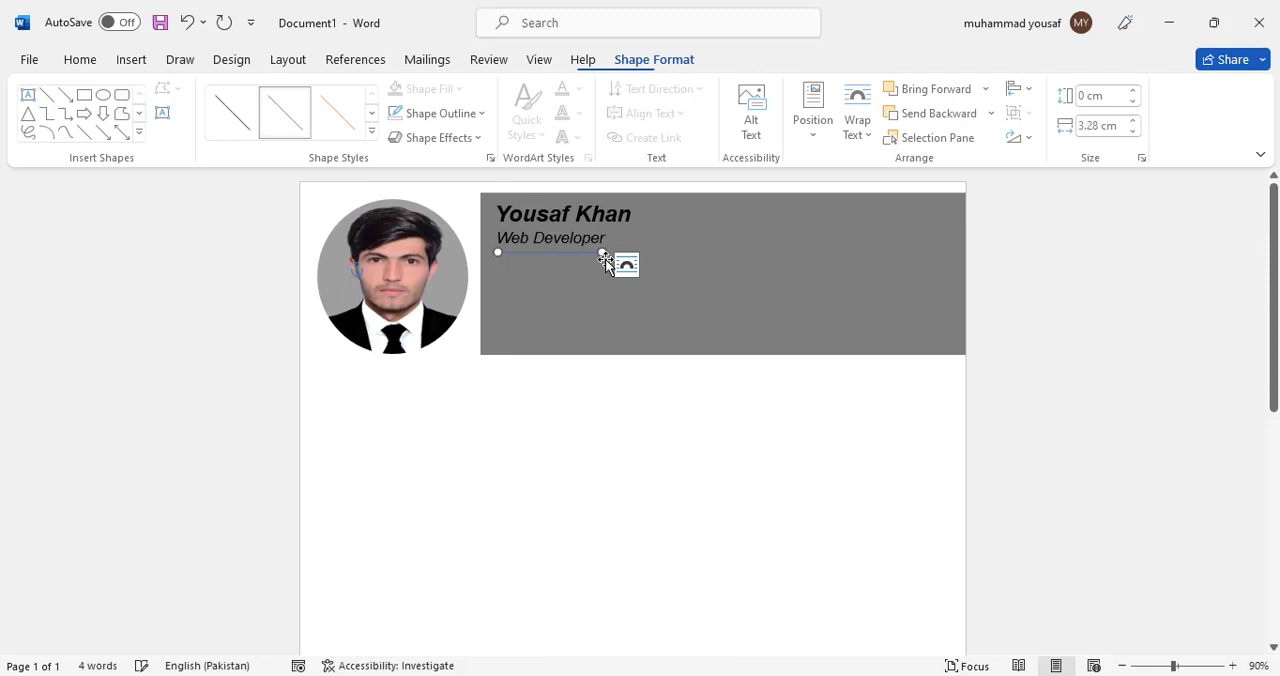 AutoSave Off Document1 - Word Search muhammad yousaf MY
File Home Insert Draw Design Layout References Mailings Review View Help Shape Format Share
Shape Fill
Shape Outline
Shape Effects
Insert Shapes
Shape Styles
Quick
Styles
A
A
A
WordArt Styles
Text Direction
Align Text
Create Link
Text
Alt
Text
Accessibility
Position
Wrap
Text
Bring Forward
Send Backward
Selection Pane
Arrange
0 cm
3.28 cm
Size
Yousaf Khan
Web Developer
Page 1 of 1 4 words English (Pakistan) Accessibility: Investigate Focus 90%